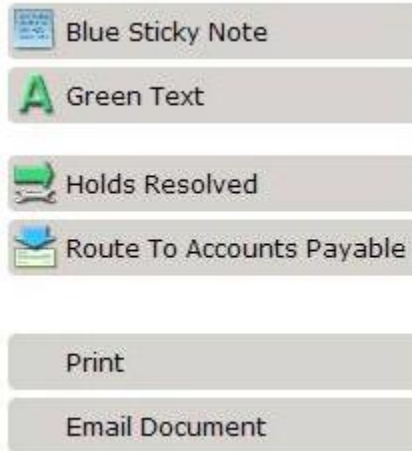 Blue Sticky Note
Green Text
Holds Resolved
Route To Accounts Payable
Print
Email Document